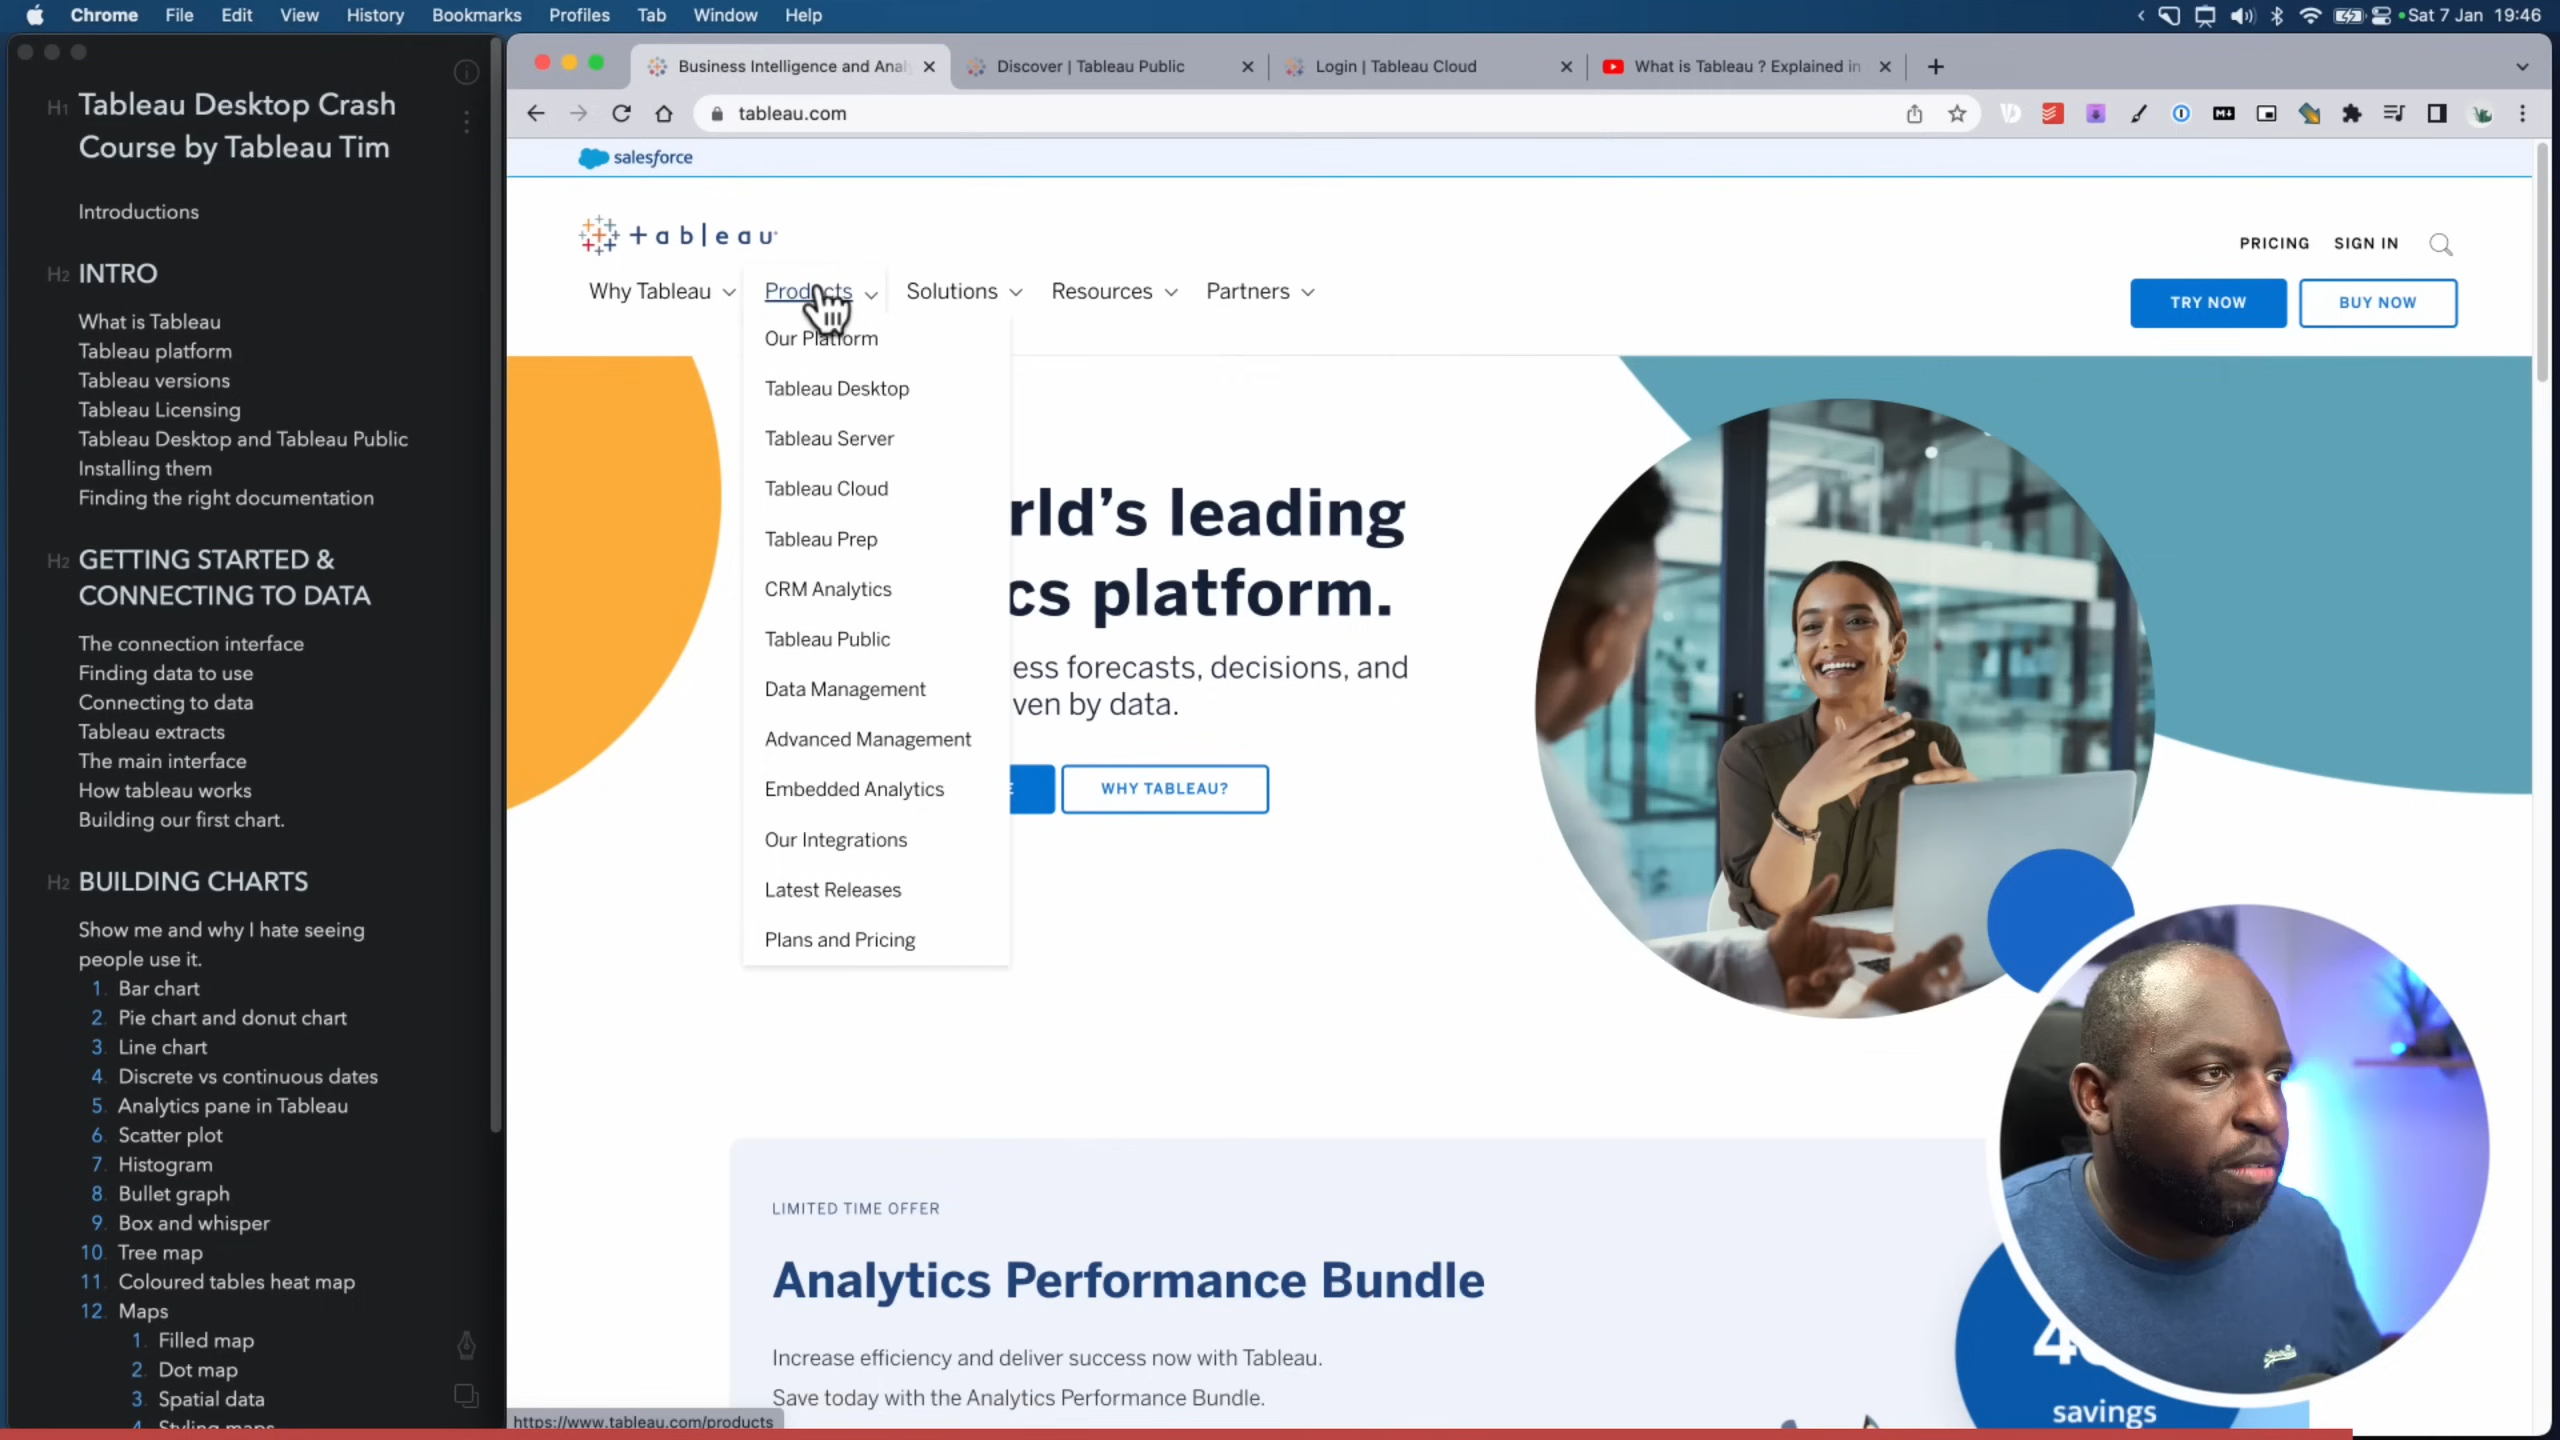 Chrome File Edit View History Bookmarks Profiles Tab Window Help
Sat 7 Jan 19:46
H1 Tableau Desktop Crash
Course by Tableau Tim
Introductions
H2 INTRO
What is Tableau
Tableau platform
Tableau versions
Tableau Licensing
Tableau Desktop and Tableau Public
Installing them
Finding the right documentation
H2 GETTING STARTED &
CONNECTING TO DATA
The connection interface
Finding data to use
Connecting to data
Tableau extracts
The main interface
How tableau works
Building our first chart.
H2 BUILDING CHARTS
Show me and why I hate seeing
people use it.
1. Bar chart
2. Pie chart and donut chart
3. Line chart
4. Discrete vs continuous dates
5. Analytics pane in Tableau
6. Scatter plot
7. Histogram
8. Bullet graph
9. Box and whisper
10. Tree map
11. Coloured tables heat map
12. Maps
1. Filled map
2. Dot map
3. Spatial data
4. Styling maps
Business Intelligence and Anal
Discover | Tableau Public
Login | Tableau Cloud
What is Tableau ? Explained in
tableau.com
salesforce
+ableau
PRICING SIGN IN
Why Tableau Products Solutions Resources Partners
TRY NOW BUY NOW
Our Platform
Tableau Desktop
Tableau Server
Tableau Cloud
Tableau Prep
CRM Analytics
Tableau Public
Data Management
Advanced Management
Embedded Analytics
Our Integrations
Latest Releases
Plans and Pricing
rld’s leading
cs platform.
ess forecasts, decisions, and
ven by data.
E
WHY TABLEAU?
LIMITED TIME OFFER
Analytics Performance Bundle
Increase efficiency and deliver success now with Tableau.
Save today with the Analytics Performance Bundle.
savings
https://www.tableau.com/products